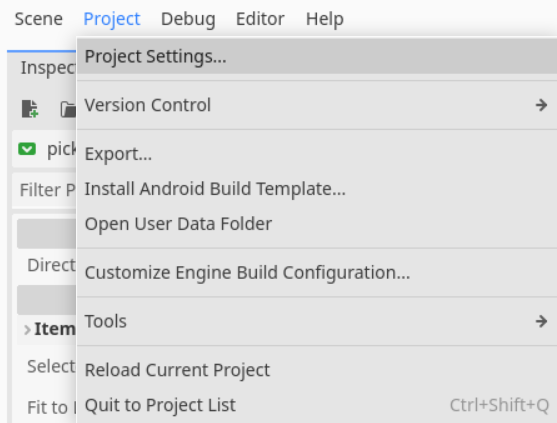 Scene Project Debug Editor Help
Project Settings...
Version Control
pick
Export...
Filter P
Install Android Build Template...
Open User Data Folder
Direct
Customize Engine Build Configuration...
Tools
Item
Select
Reload Current Project
Fit to
Quit to Project List Ctrl+Shift+Q